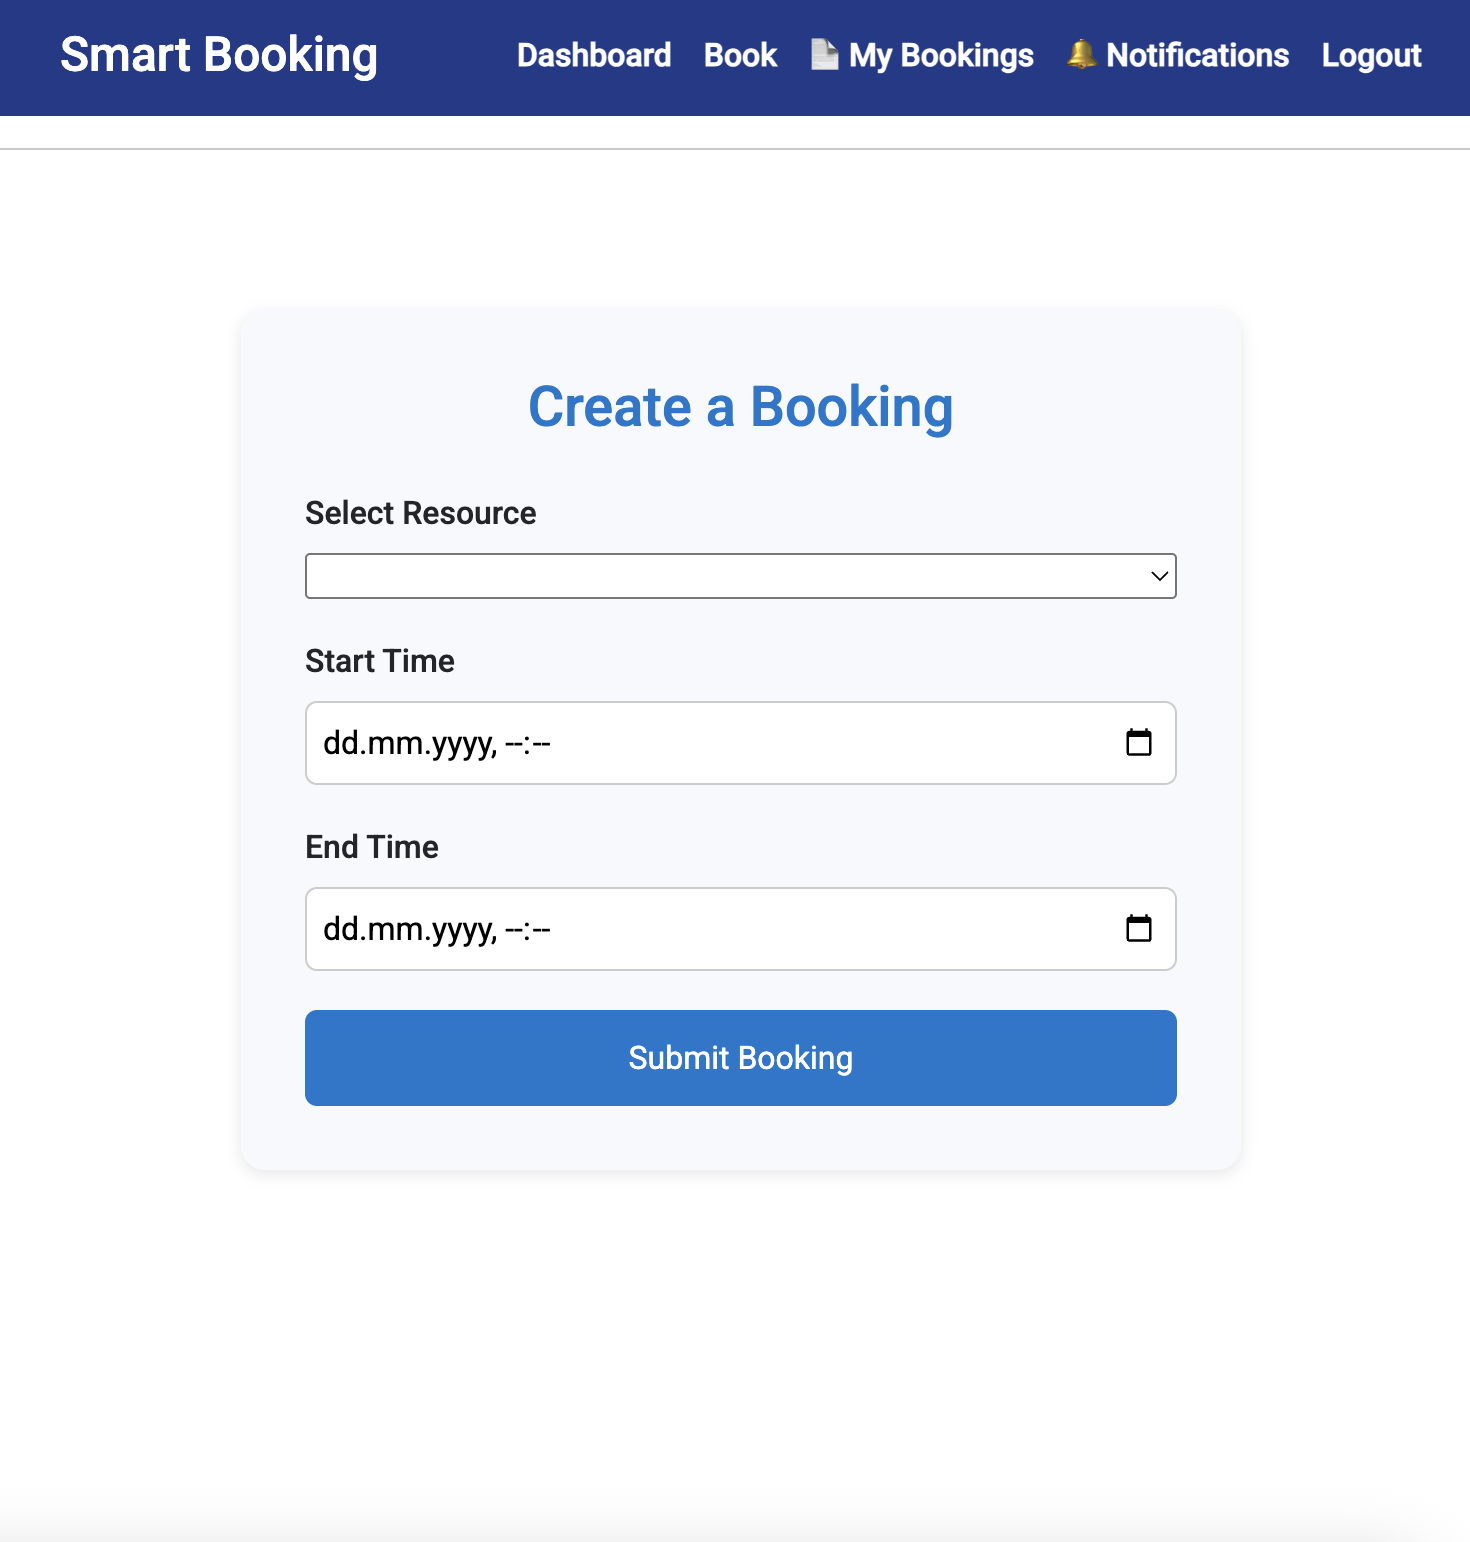 Smart Booking
Dashboard Book My Bookings Notifications Logout
Create a Booking
Select Resource
Start Time
dd.mm.yyyy, --:--
End Time
dd.mm.yyyy, --:--
Submit Booking